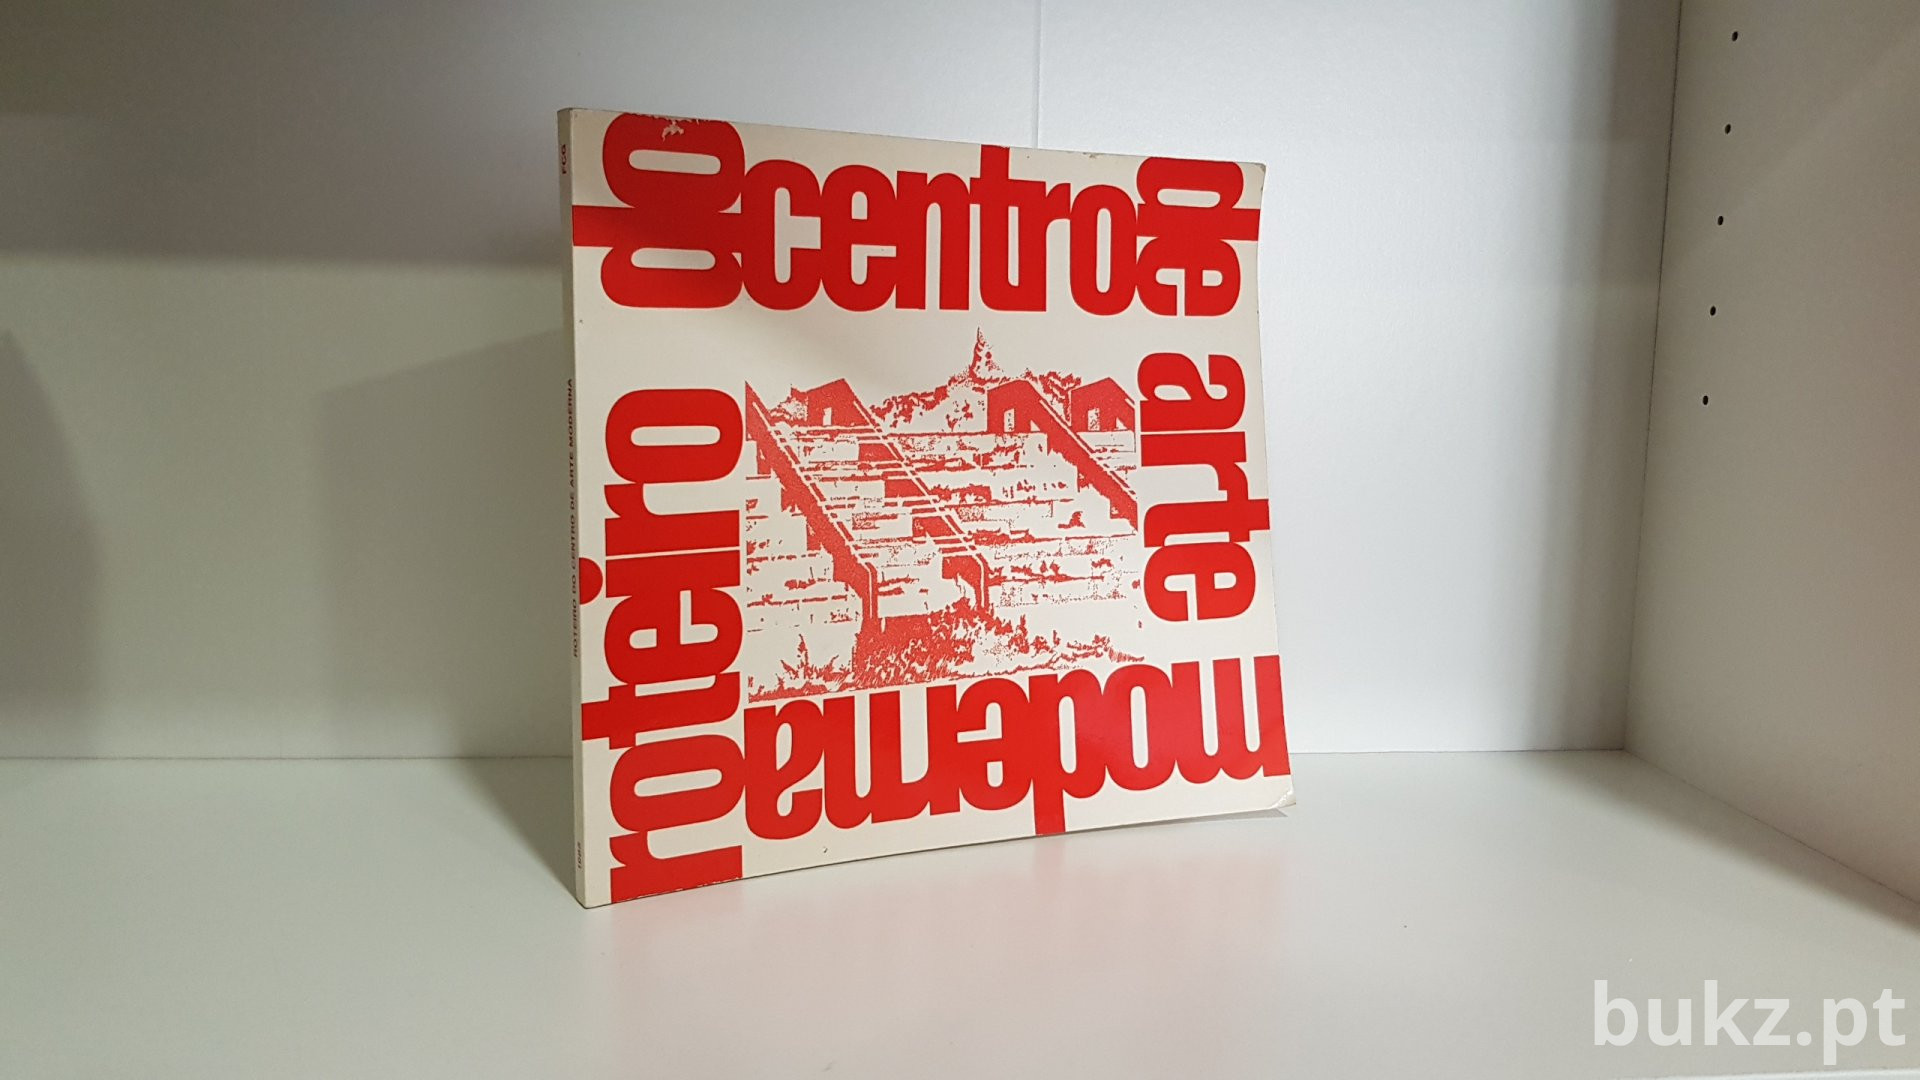 roteiro do
centro
de arte
moderna
FCG
ROTEIRO DO CENTRO DE ARTE MODERNA
bukz.pt